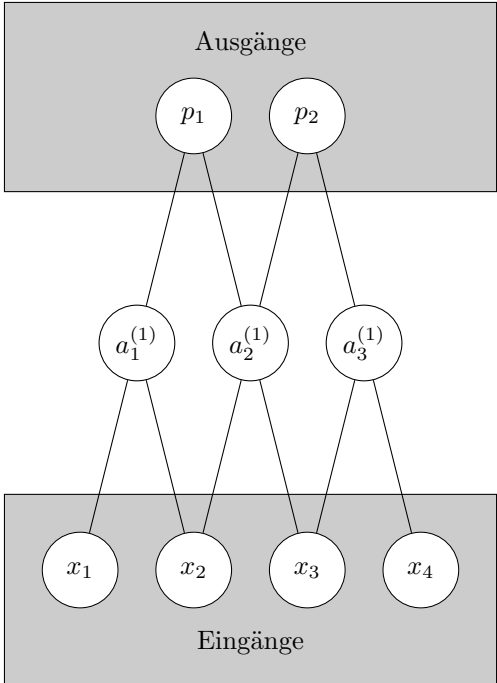 Ausgänge
p₁ p₂
a₁⁽¹⁾ a₂⁽¹⁾ a₃⁽¹⁾
x₁ x₂ x₃ x₄
Eingänge